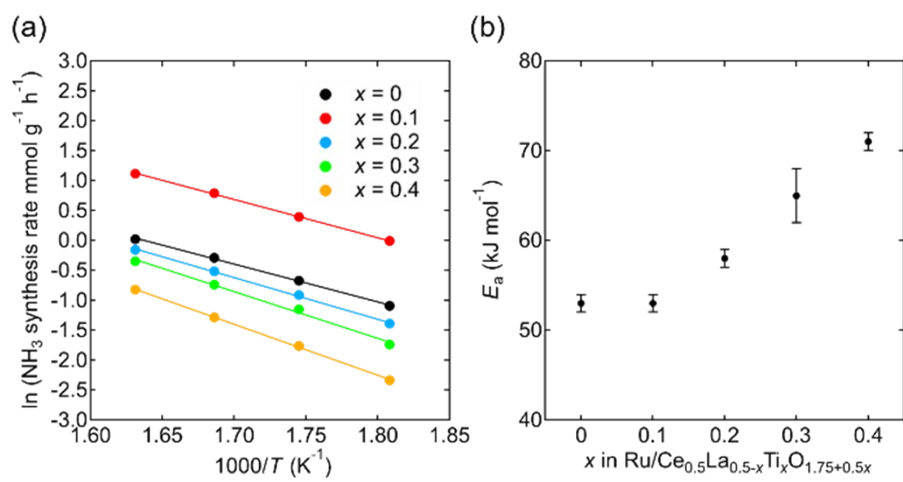 (a)
ln (NH₃ synthesis rate mmol g⁻¹ h⁻¹)
3.0
2.5
2.0
1.5
1.0
0.5
0.0
-0.5
-1.0
-1.5
-2.0
-2.5
-3.0
1.60 1.65 1.70 1.75 1.80 1.85
1000/T (K⁻¹)
x = 0
x = 0.1
x = 0.2
x = 0.3
x = 0.4
(b)
Eₐ (kJ mol⁻¹)
80
70
60
50
40
0 0.1 0.2 0.3 0.4
x in Ru/Ce₀.₅La₀.₅₋ₓTiₓO₁.₇₅₊₀.₅ₓ